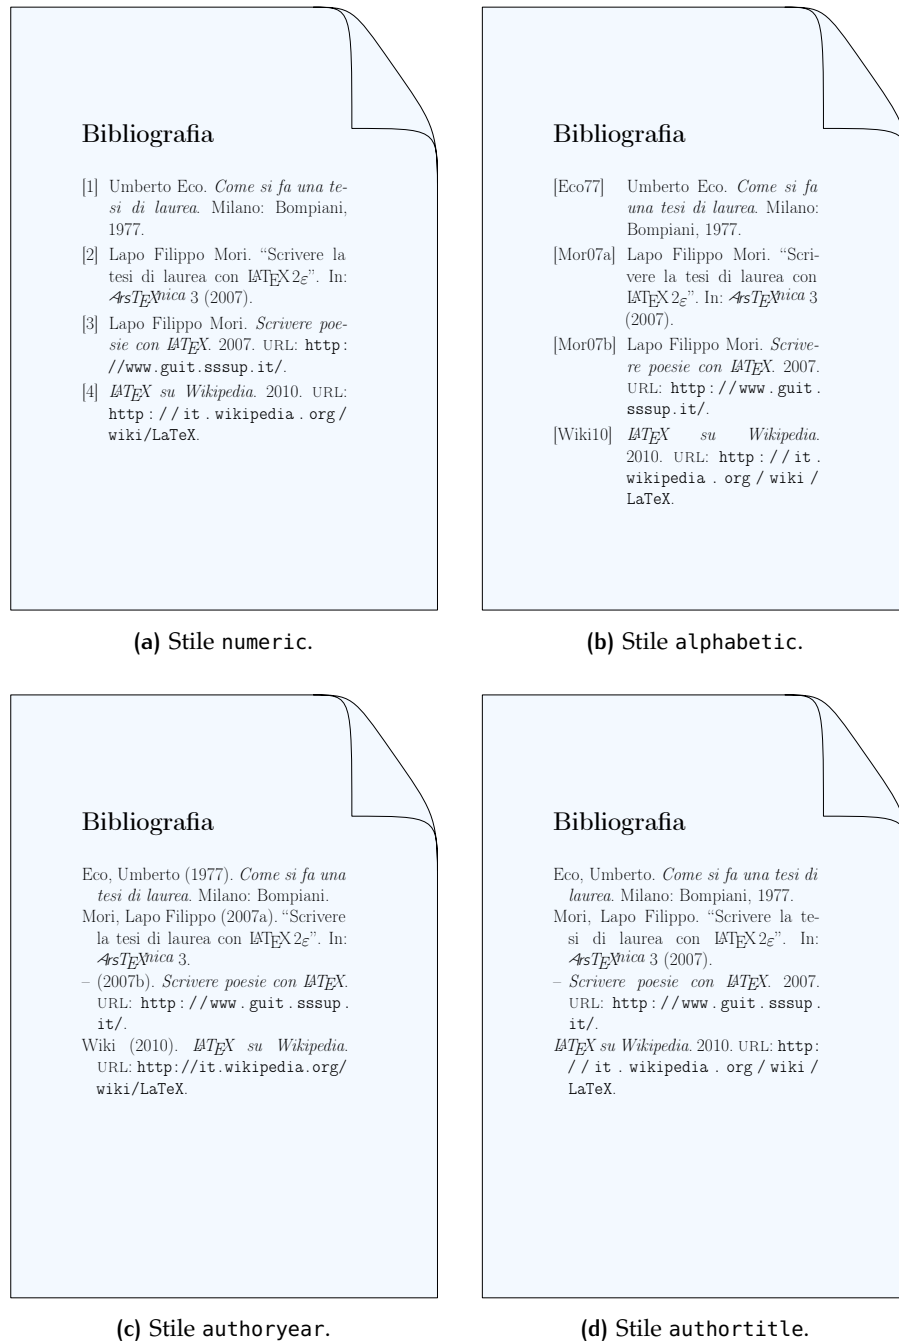 Bibliografia
[1] Umberto Eco. Come si fa una te-
si di laurea. Milano: Bompiani,
1977.
[2] Lapo Filippo Mori. “Scrivere la
tesi di laurea con LATEX 2ε”. In:
ArsTEXnica 3 (2007).
[3] Lapo Filippo Mori. Scrivere poe-
sie con LATEX. 2007. URL: http:
//www.guit.sssup.it/.
[4] LATEX su Wikipedia. 2010. URL:
http://it.wikipedia.org/
wiki/LaTeX.
(a) Stile numeric.
Bibliografia
[Eco77] Umberto Eco. Come si fa
una tesi di laurea. Milano:
Bompiani, 1977.
[Mor07a] Lapo Filippo Mori. “Scri-
vere la tesi di laurea con
LATEX 2ε”. In: ArsTEXnica 3
(2007).
[Mor07b] Lapo Filippo Mori. Scrive-
re poesie con LATEX. 2007.
URL: http://www.guit.
sssup.it/.
[Wiki10] LATEX su Wikipedia.
2010. URL: http://it.
wikipedia.org/wiki/
LaTeX.
(b) Stile alphabetic.
Bibliografia
Eco, Umberto (1977). Come si fa una
tesi di laurea. Milano: Bompiani.
Mori, Lapo Filippo (2007a). “Scrivere
la tesi di laurea con LATEX 2ε”. In:
ArsTEXnica 3.
– (2007b). Scrivere poesie con LATEX.
URL: http://www.guit.sssup.
it/.
Wiki (2010). LATEX su Wikipedia.
URL: http://it.wikipedia.org/
wiki/LaTeX.
(c) Stile authoryear.
Bibliografia
Eco, Umberto. Come si fa una tesi di
laurea. Milano: Bompiani, 1977.
Mori, Lapo Filippo. “Scrivere la te-
si di laurea con LATEX 2ε”. In:
ArsTEXnica 3 (2007).
– Scrivere poesie con LATEX. 2007.
URL: http://www.guit.sssup.
it/.
LATEX su Wikipedia. 2010. URL: http:
//it.wikipedia.org/wiki/
LaTeX.
(d) Stile authortitle.